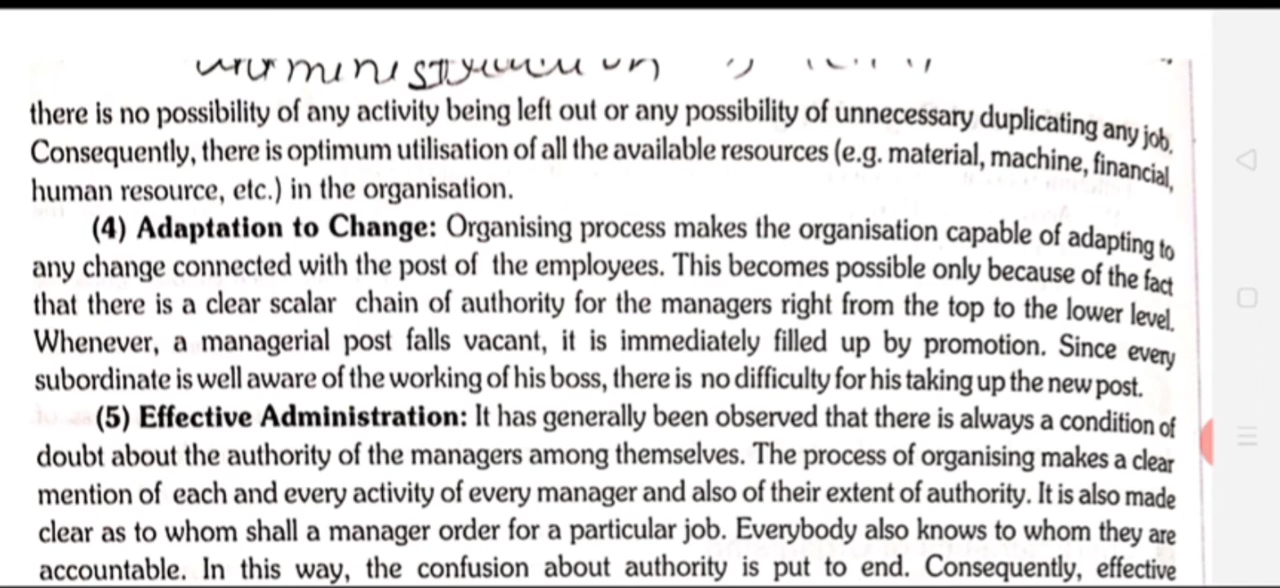 there is no possibility of any activity being left out or any possibility of unnecessary duplicating any job.
Consequently, there is optimum utilisation of all the available resources (e.g. material, machine, financial,
human resource, etc.) in the organisation.
(4) Adaptation to Change: Organising process makes the organisation capable of adapting to
any change connected with the post of the employees. This becomes possible only because of the fact
that there is a clear scalar chain of authority for the managers right from the top to the lower level.
Whenever, a managerial post falls vacant, it is immediately filled up by promotion. Since every
subordinate is well aware of the working of his boss, there is no difficulty for his taking up the new post.
(5) Effective Administration: It has generally been observed that there is always a condition of
doubt about the authority of the managers among themselves. The process of organising makes a clear
mention of each and every activity of every manager and also of their extent of authority. It is also made
clear as to whom shall a manager order for a particular job. Everybody also knows to whom they are
accountable. In this way, the confusion about authority is put to end. Consequently, effective